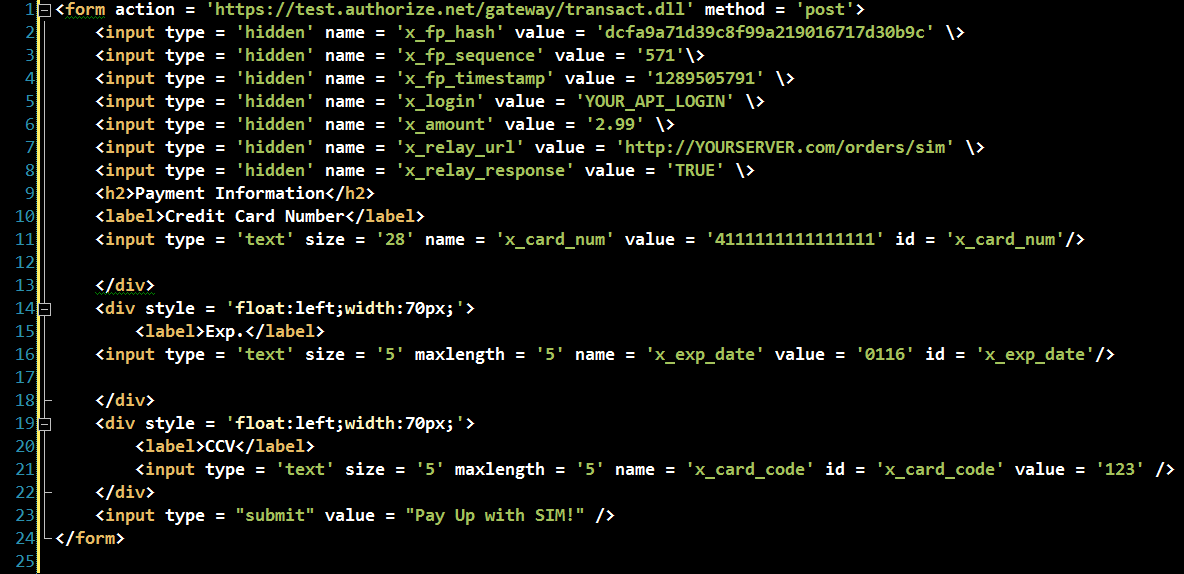 1 <form action = 'https://test.authorize.net/gateway/transact.dll' method = 'post'>
2 <input type = 'hidden' name = 'x_fp_hash' value = 'dcfa9a71d39c8f99a219016717d30b9c' \>
3 <input type = 'hidden' name = 'x_fp_sequence' value = '571'\>
4 <input type = 'hidden' name = 'x_fp_timestamp' value = '1289505791' \>
5 <input type = 'hidden' name = 'x_login' value = 'YOUR_API_LOGIN' \>
6 <input type = 'hidden' name = 'x_amount' value = '2.99' \>
7 <input type = 'hidden' name = 'x_relay_url' value = 'http://YOURSERVER.com/orders/sim' \>
8 <input type = 'hidden' name = 'x_relay_response' value = 'TRUE' \>
9 <h2>Payment Information</h2>
10 <label>Credit Card Number</label>
11 <input type = 'text' size = '28' name = 'x_card_num' value = '4111111111111111' id = 'x_card_num'/>
12
13 </div>
14 <div style = 'float:left;width:70px;'>
15 <label>Exp.</label>
16 <input type = 'text' size = '5' maxlength = '5' name = 'x_exp_date' value = '0116' id = 'x_exp_date'/>
17
18 </div>
19 <div style = 'float:left;width:70px;'>
20 <label>CCV</label>
21 <input type = 'text' size = '5' maxlength = '5' name = 'x_card_code' id = 'x_card_code' value = '123' />
22 </div>
23 <input type = "submit" value = "Pay Up with SIM!" />
24 </form>
25